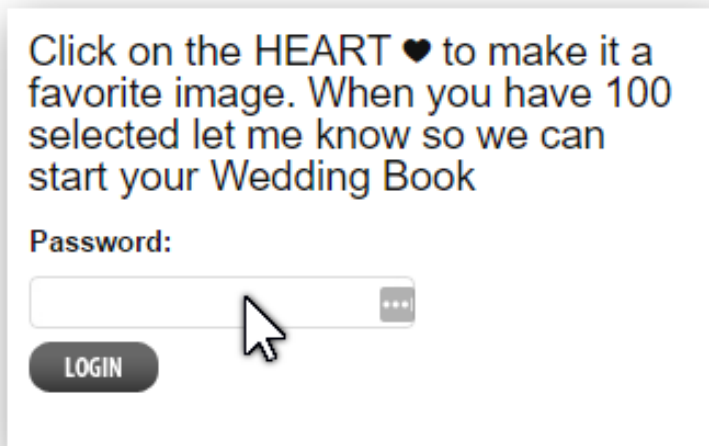 Click on the HEART ♥ to make it a
favorite image. When you have 100
selected let me know so we can
start your Wedding Book
Password:
LOGIN